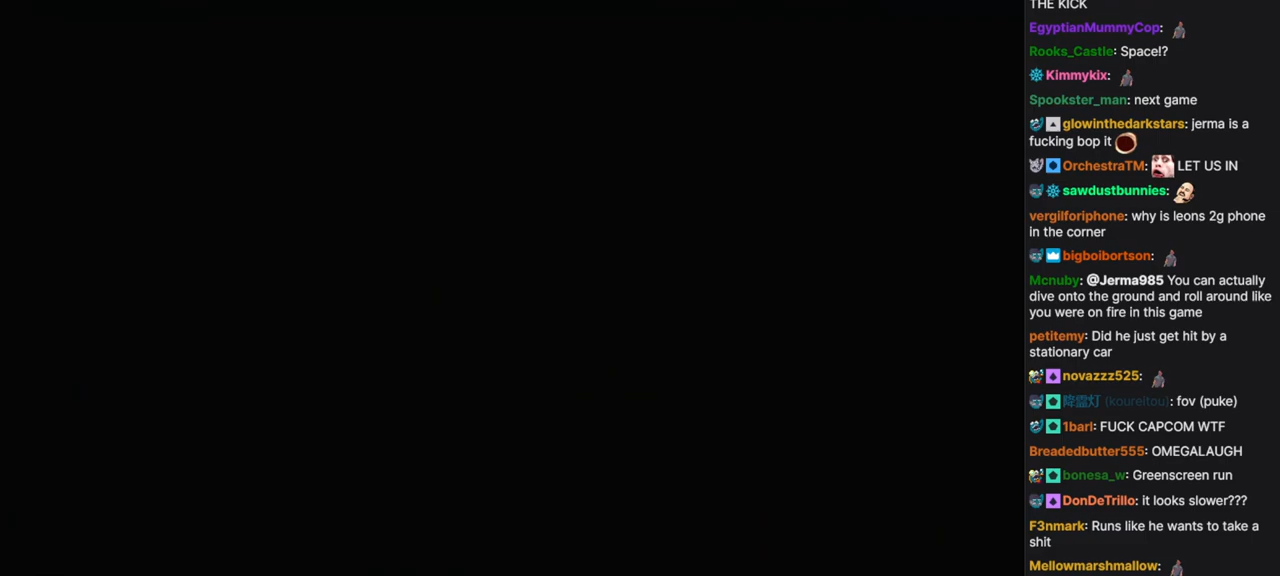 THE KICK
EgyptianMummyCop:
Rooks_Castle: Space!?
Kimmykix:
Spookster_man: next game
glowinthedarkstars: jerma is a
fucking bop it
OrchestraTM: LET US IN
sawdustbunnies:
vergilforiphone: why is leons 2g phone
in the corner
bigboibortson:
Mcnuby: @Jerma985 You can actually
dive onto the ground and roll around like
you were on fire in this game
petitemy: Did he just get hit by a
stationary car
novazzz525:
降霊灯 (koureitou): fov (puke)
1barl: FUCK CAPCOM WTF
Breadedbutter555: OMEGALAUGH
bonesa_w: Greenscreen run
DonDeTrillo: it looks slower???
F3nmark: Runs like he wants to take a
shit
Mellowmarshmallow: